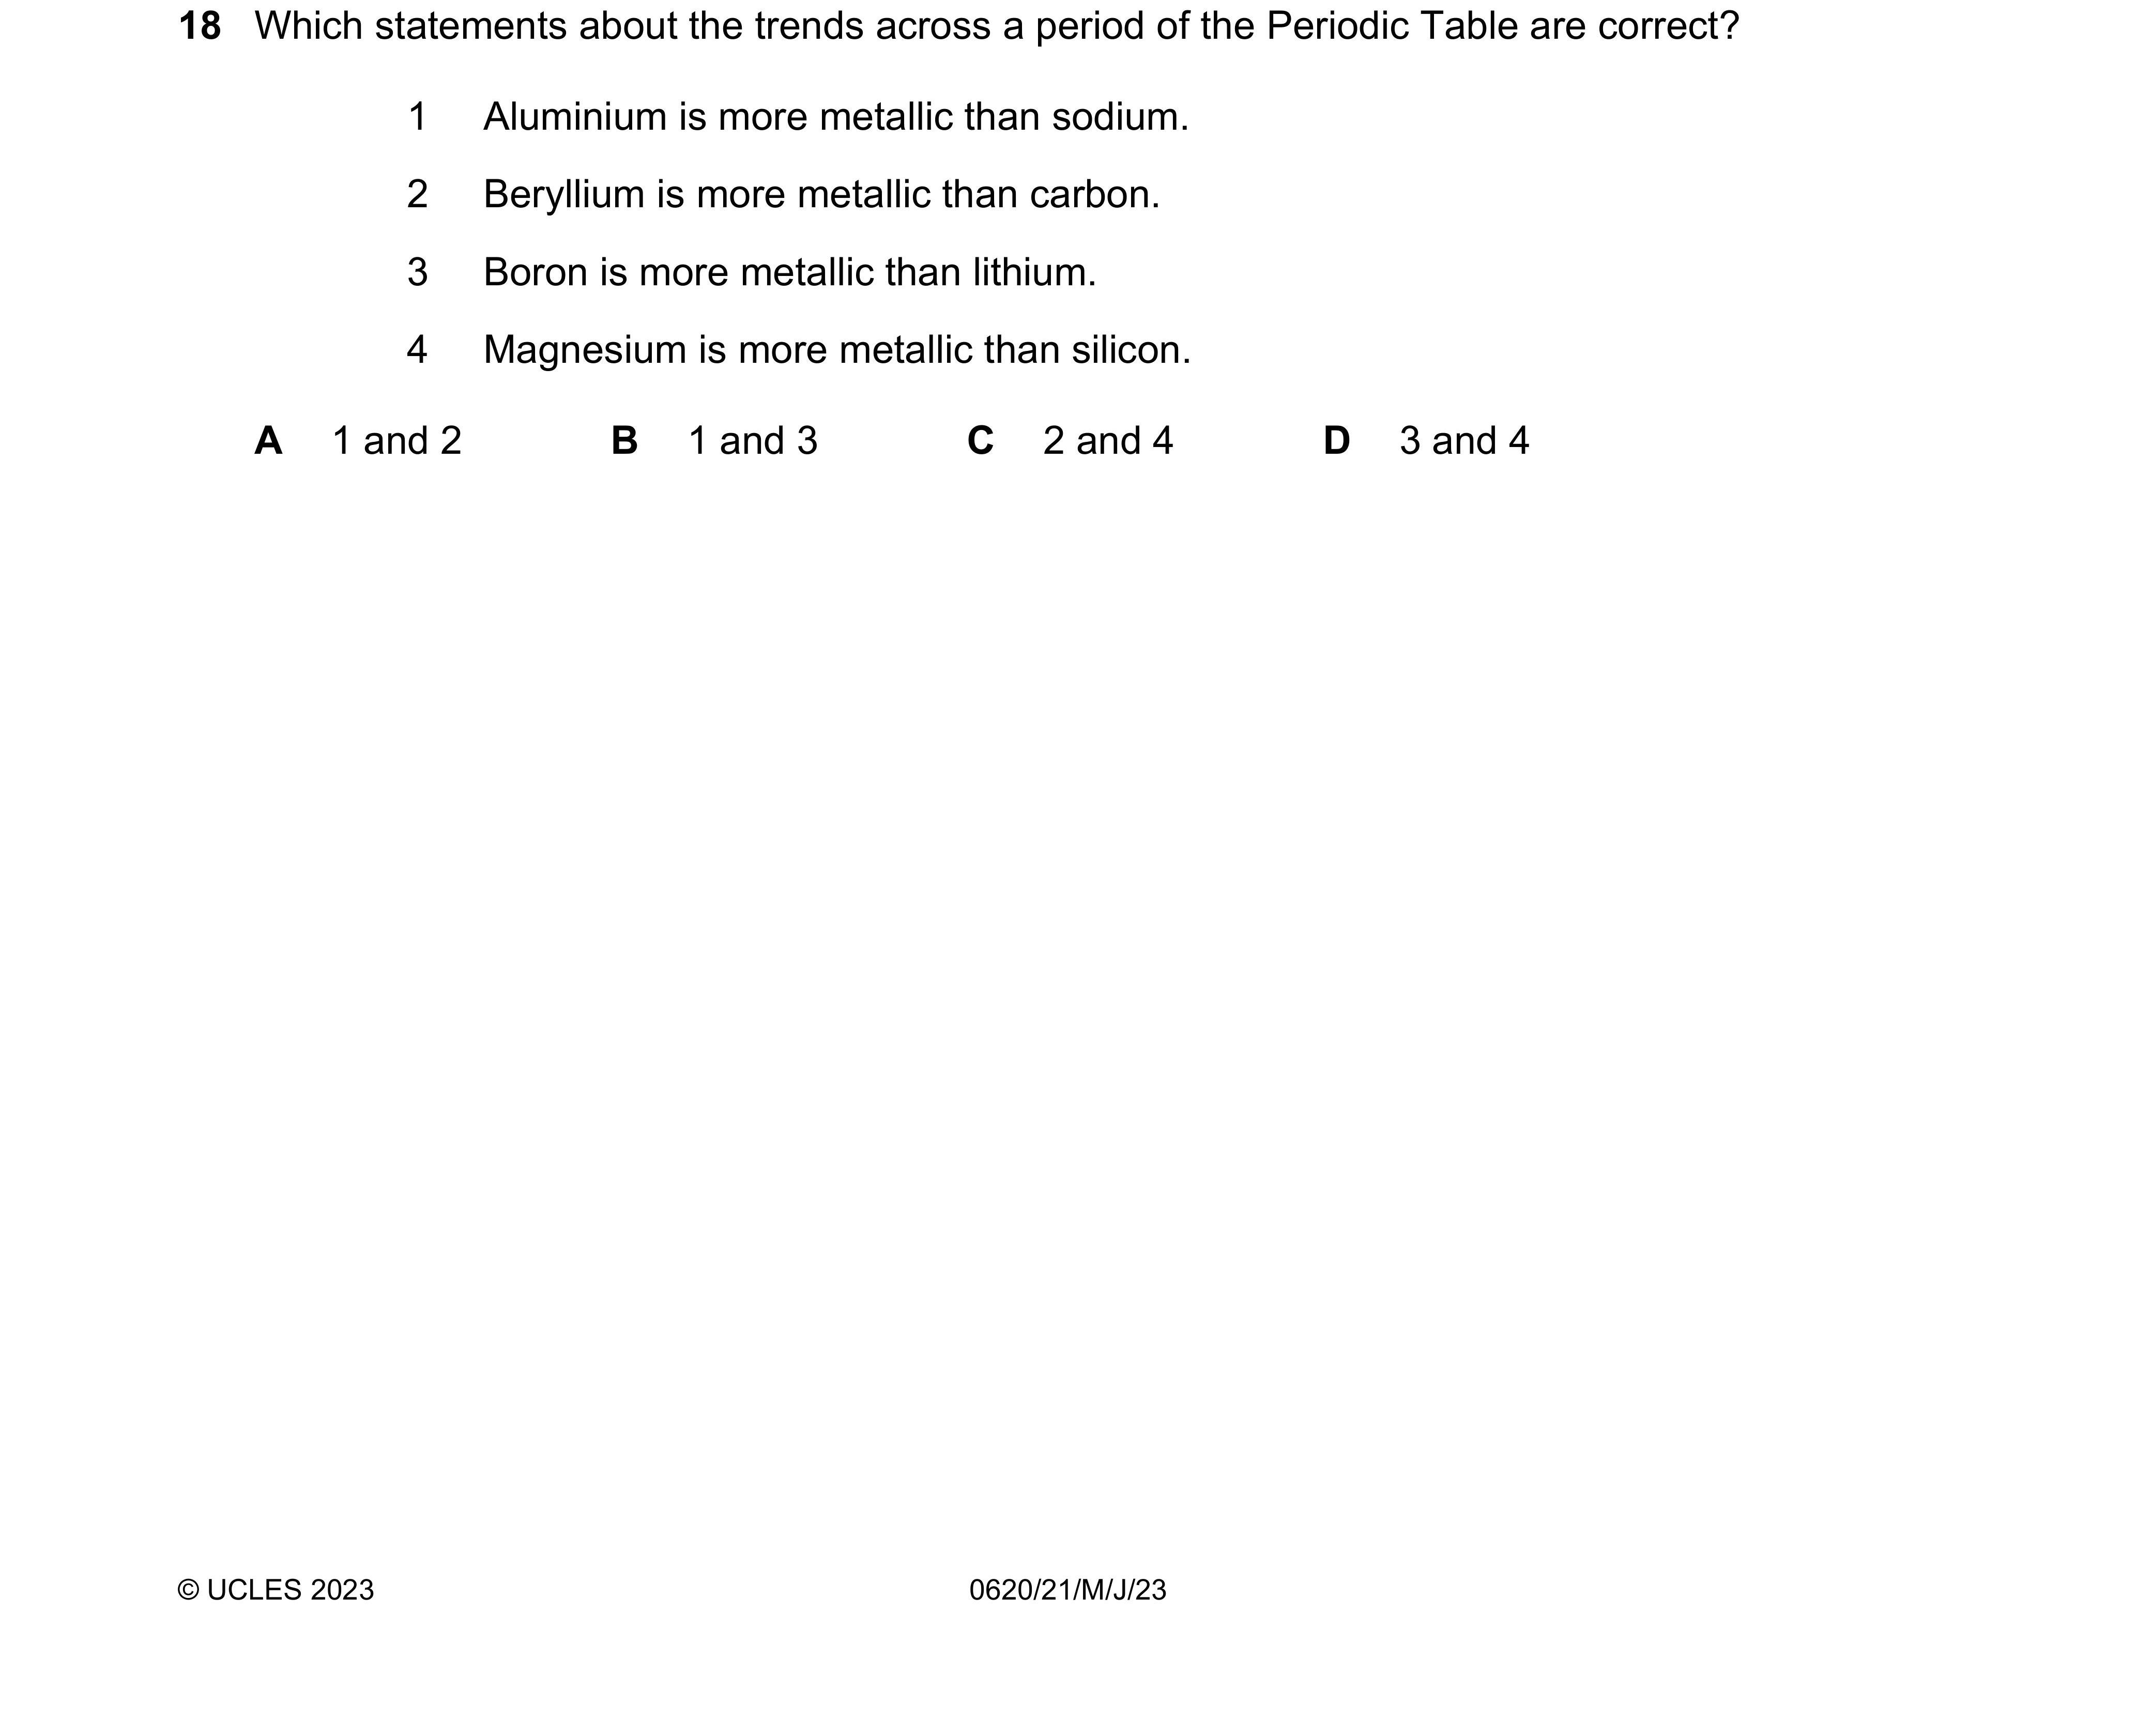 18 Which statements about the trends across a period of the Periodic Table are correct?
1 Aluminium is more metallic than sodium.
2 Beryllium is more metallic than carbon.
3 Boron is more metallic than lithium.
4 Magnesium is more metallic than silicon.
A 1 and 2 B 1 and 3 C 2 and 4 D 3 and 4
© UCLES 2023 0620/21/M/J/23